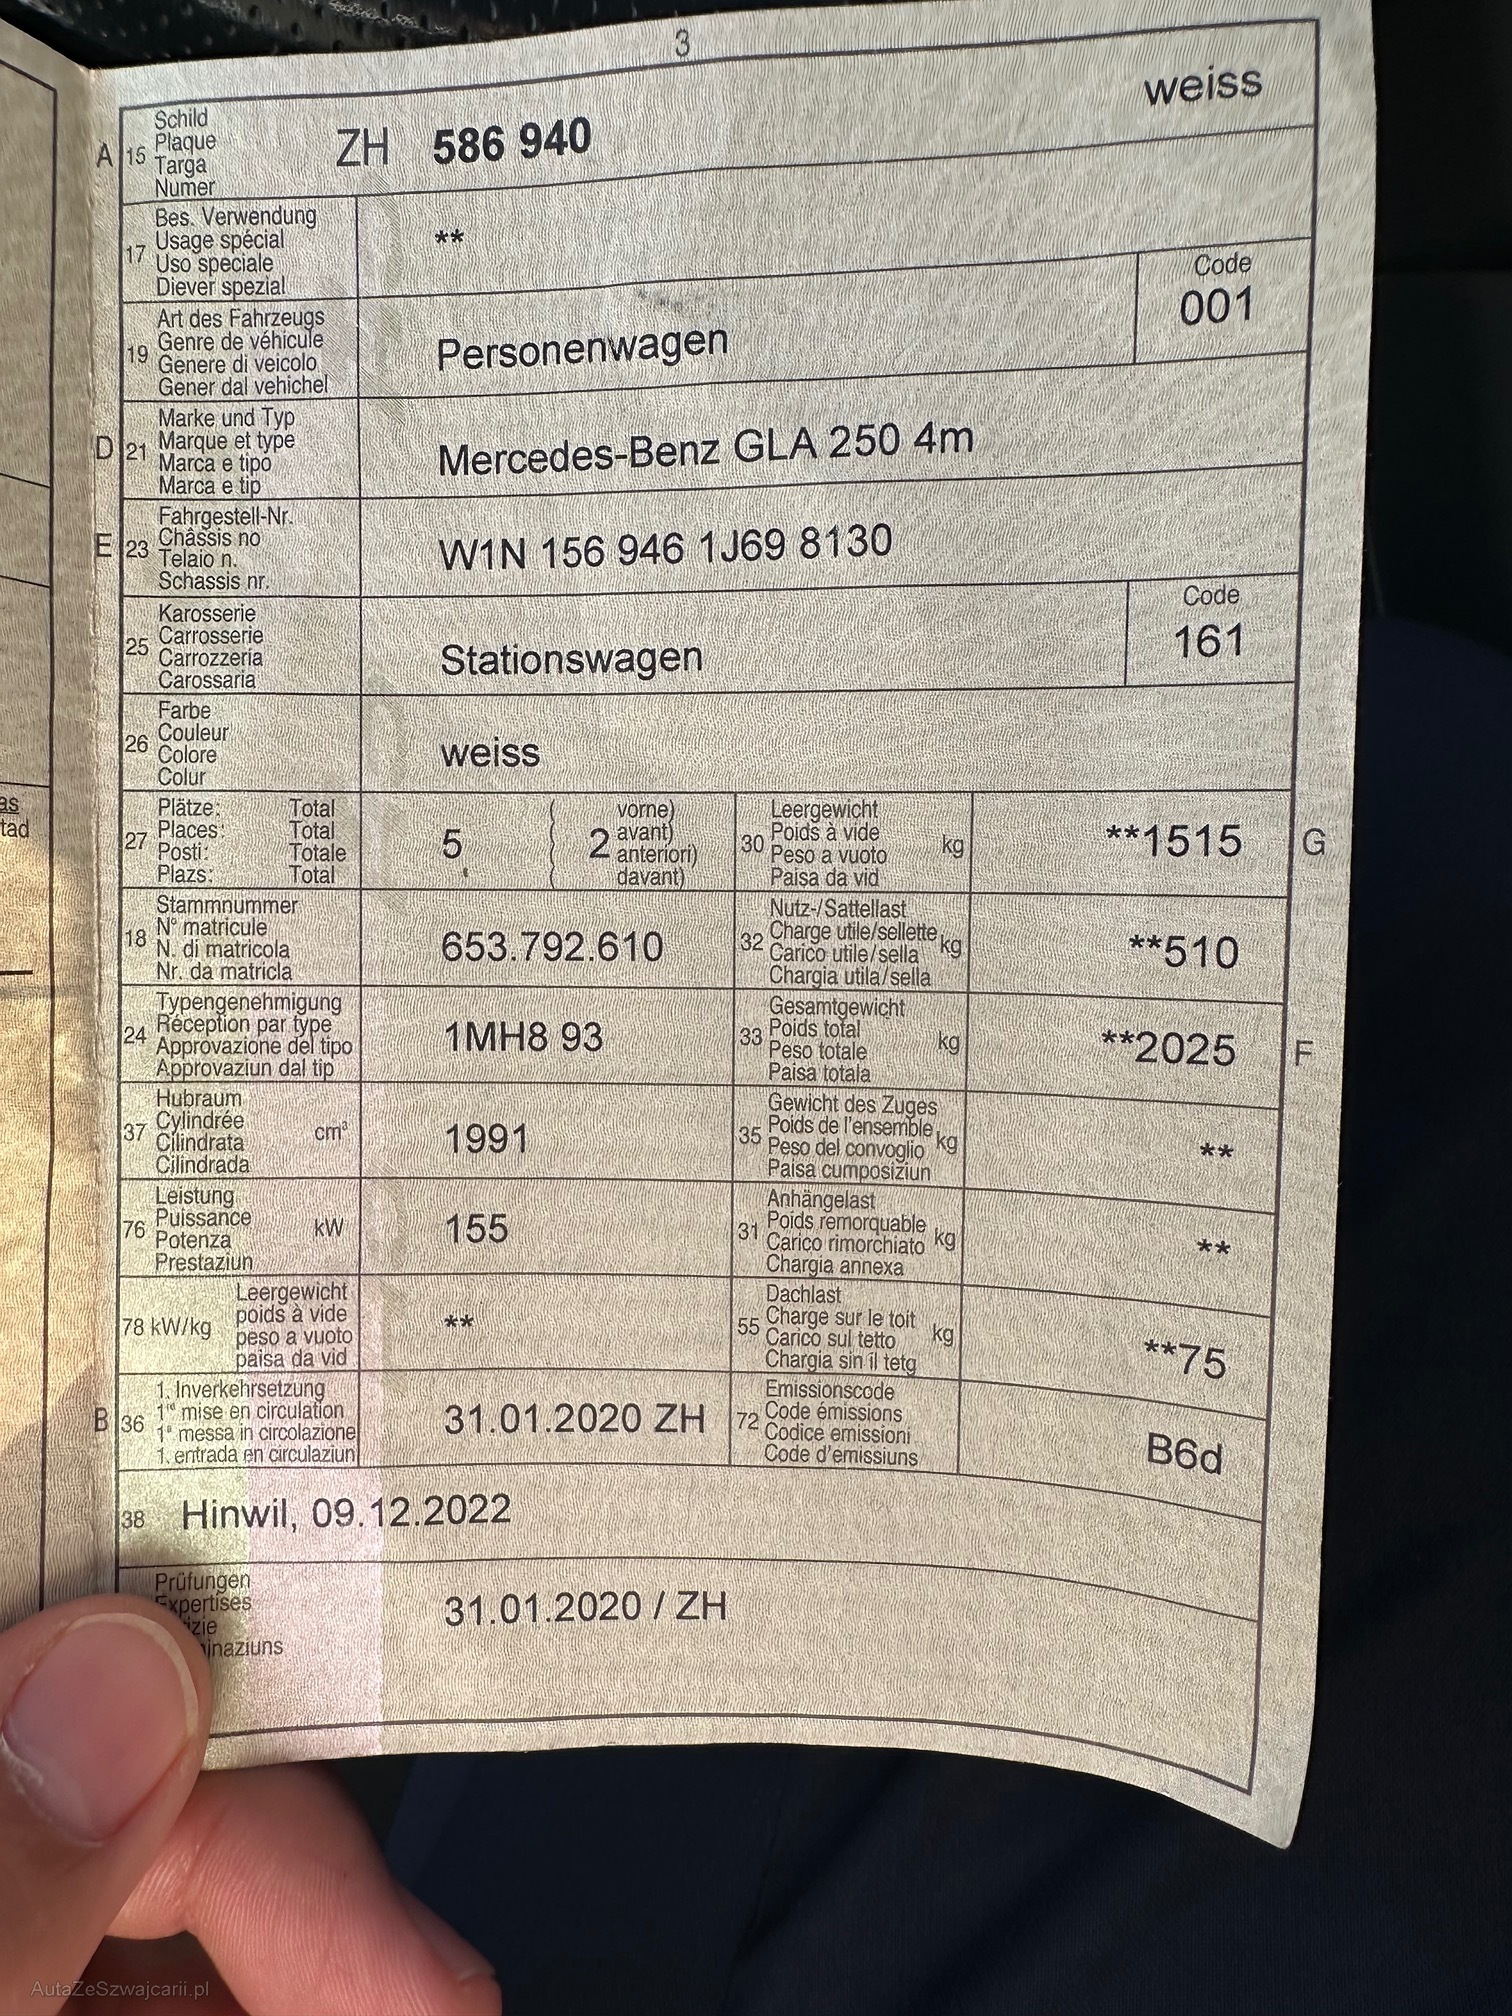 3
weiss
A 15 Schild
Plaque
Targa
Numer
ZH 586 940
17 Bes. Verwendung
Usage spécial
Uso speciale
Diever spezial
**
19 Art des Fahrzeugs
Genre de véhicule
Genere di veicolo
Gener dal vehichel
Personenwagen
Code
001
D 21 Marke und Typ
Marque et type
Marca e tipo
Marca e tip
Mercedes-Benz GLA 250 4m
E 23 Fahrgestell-Nr.
Châssis no
Telaio n.
Schassis nr.
W1N 156 946 1J69 8130
25 Karosserie
Carrosserie
Carrozzeria
Carossaria
Stationswagen
Code
161
26 Farbe
Couleur
Colore
Colur
weiss
27 Plätze: Total
Places: Total
Posti: Totale
Plazs: Total
5 ( 2 vorne)
( avant)
( anteriori)
( davant)
30 Leergewicht
Poids à vide
Peso a vuoto
Paisa da vid
kg
**1515 G
18 Stammnummer
N° matricule
N. di matricola
Nr. da matricla
653.792.610
32 Nutz-/Sattellast
Charge utile/sellette
Carico utile/sella
Chargia utila/sella
kg
**510
24 Typengenehmigung
Réception par type
Approvazione del tipo
Approvaziun dal tip
1MH8 93
33 Gesamtgewicht
Poids total
Peso totale
Paisa totala
kg
**2025 F
37 Hubraum
Cylindrée
Cilindrata
Cilindrada
cm³
1991
35 Gewicht des Zuges
Poids de l'ensemble
Peso del convoglio
Paisa cumposiziun
kg
**
76 Leistung
Puissance
Potenza
Prestaziun
kW
155
31 Anhängelast
Poids remorquable
Carico rimorchiato
Chargia annexa
kg
**
78 kW/kg Leergewicht
poids à vide
peso a vuoto
paisa da vid
**
55 Dachlast
Charge sur le toit
Carico sul tetto
Chargia sin il tetg
kg
**75
B 36 1. Inverkehrsetzung
1re mise en circulation
1a messa in circolazione
1. entrada en circulaziun
31.01.2020 ZH
72 Emissionscode
Code émissions
Codice emissioni
Code d'emissiuns
B6d
38 Hinwil, 09.12.2022
Prüfungen
Expertises
31.01.2020 / ZH
AutaZeSzwajcarii.pl